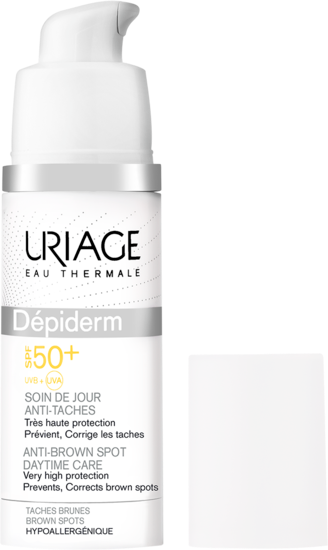 URIAGE
EAU THERMALE
Dépiderm
SPF 50+
UVB + UVA
SOIN DE JOUR
ANTI-TACHES
Très haute protection
Prévient, Corrige les taches
ANTI-BROWN SPOT
DAYTIME CARE
Very high protection
Prevents, Corrects brown spots
TACHES BRUNES
BROWN SPOTS
HYPOALLERGÉNIQUE